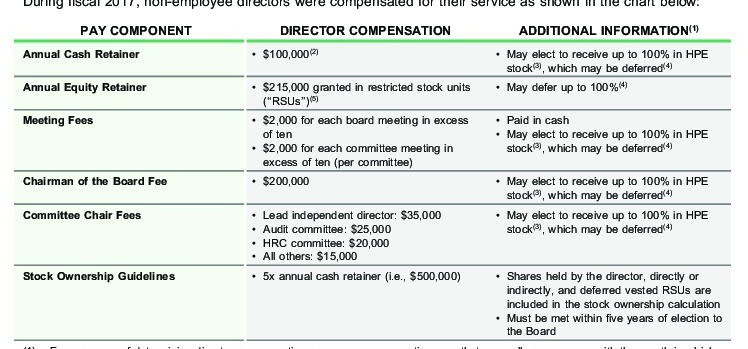 During fiscal 2017, non-employee directors were compensated for their service as shown in the chart below:
PAY COMPONENT DIRECTOR COMPENSATION ADDITIONAL INFORMATION(1)
Annual Cash Retainer
• $100,000(2)
• May elect to receive up to 100% in HPE
stock(3), which may be deferred(4)
Annual Equity Retainer
• $215,000 granted in restricted stock units
("RSUs")(5)
• May defer up to 100%(4)
Meeting Fees
• $2,000 for each board meeting in excess
of ten
• $2,000 for each committee meeting in
excess of ten (per committee)
• Paid in cash
• May elect to receive up to 100% in HPE
stock(3), which may be deferred(4)
Chairman of the Board Fee
• $200,000
• May elect to receive up to 100% in HPE
stock(3), which may be deferred(4)
Committee Chair Fees
• Lead independent director: $35,000
• Audit committee: $25,000
• HRC committee: $20,000
• All others: $15,000
• May elect to receive up to 100% in HPE
stock(3), which may be deferred(4)
Stock Ownership Guidelines
• 5x annual cash retainer (i.e., $500,000)
• Shares held by the director, directly or
indirectly, and deferred vested RSUs are
included in the stock ownership calculation
• Must be met within five years of election to
the Board